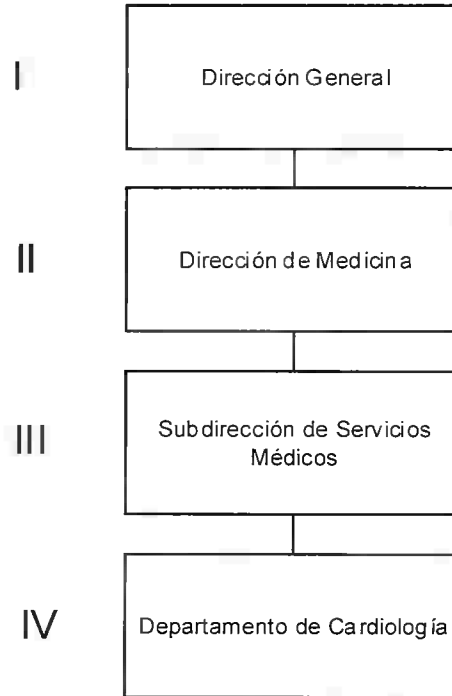 I
Dirección General
II
Dirección de Medicina
III
Subdirección de Servicios
Médicos
IV
Departamento de Cardiología